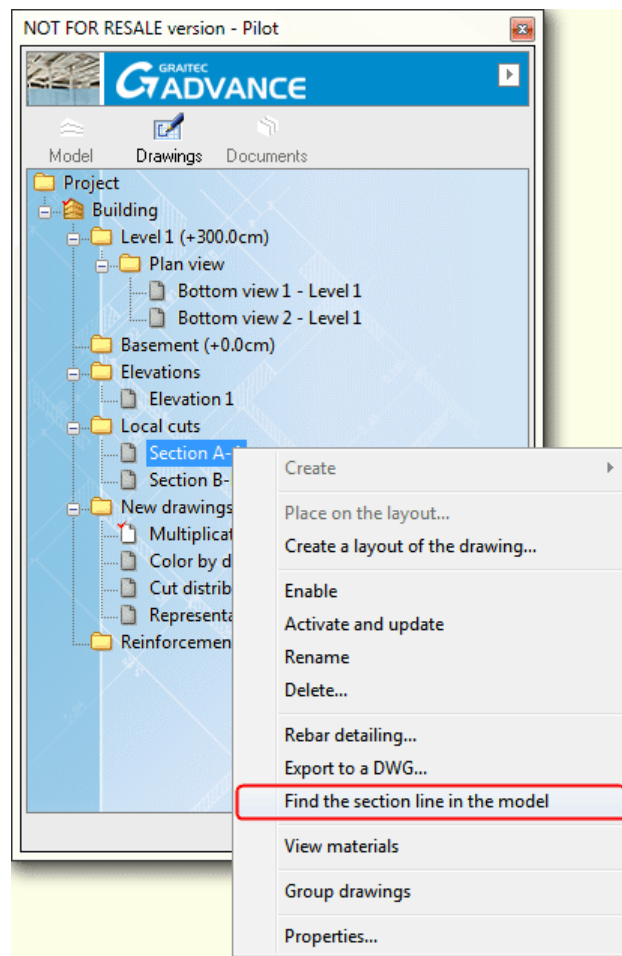 NOT FOR RESALE version - Pilot
GRAITEC
ADVANCE
Model Drawings Documents
Project
Building
Level 1 (+300.0cm)
Plan view
Bottom view 1 - Level 1
Bottom view 2 - Level 1
Basement (+0.0cm)
Elevations
Elevation 1
Local cuts
Section A-
Section B-
New drawings
Multiplicat
Color by d
Cut distrib
Represent
Reinforcemen
Create
Place on the layout...
Create a layout of the drawing...
Enable
Activate and update
Rename
Delete...
Rebar detailing...
Export to a DWG...
Find the section line in the model
View materials
Group drawings
Properties...